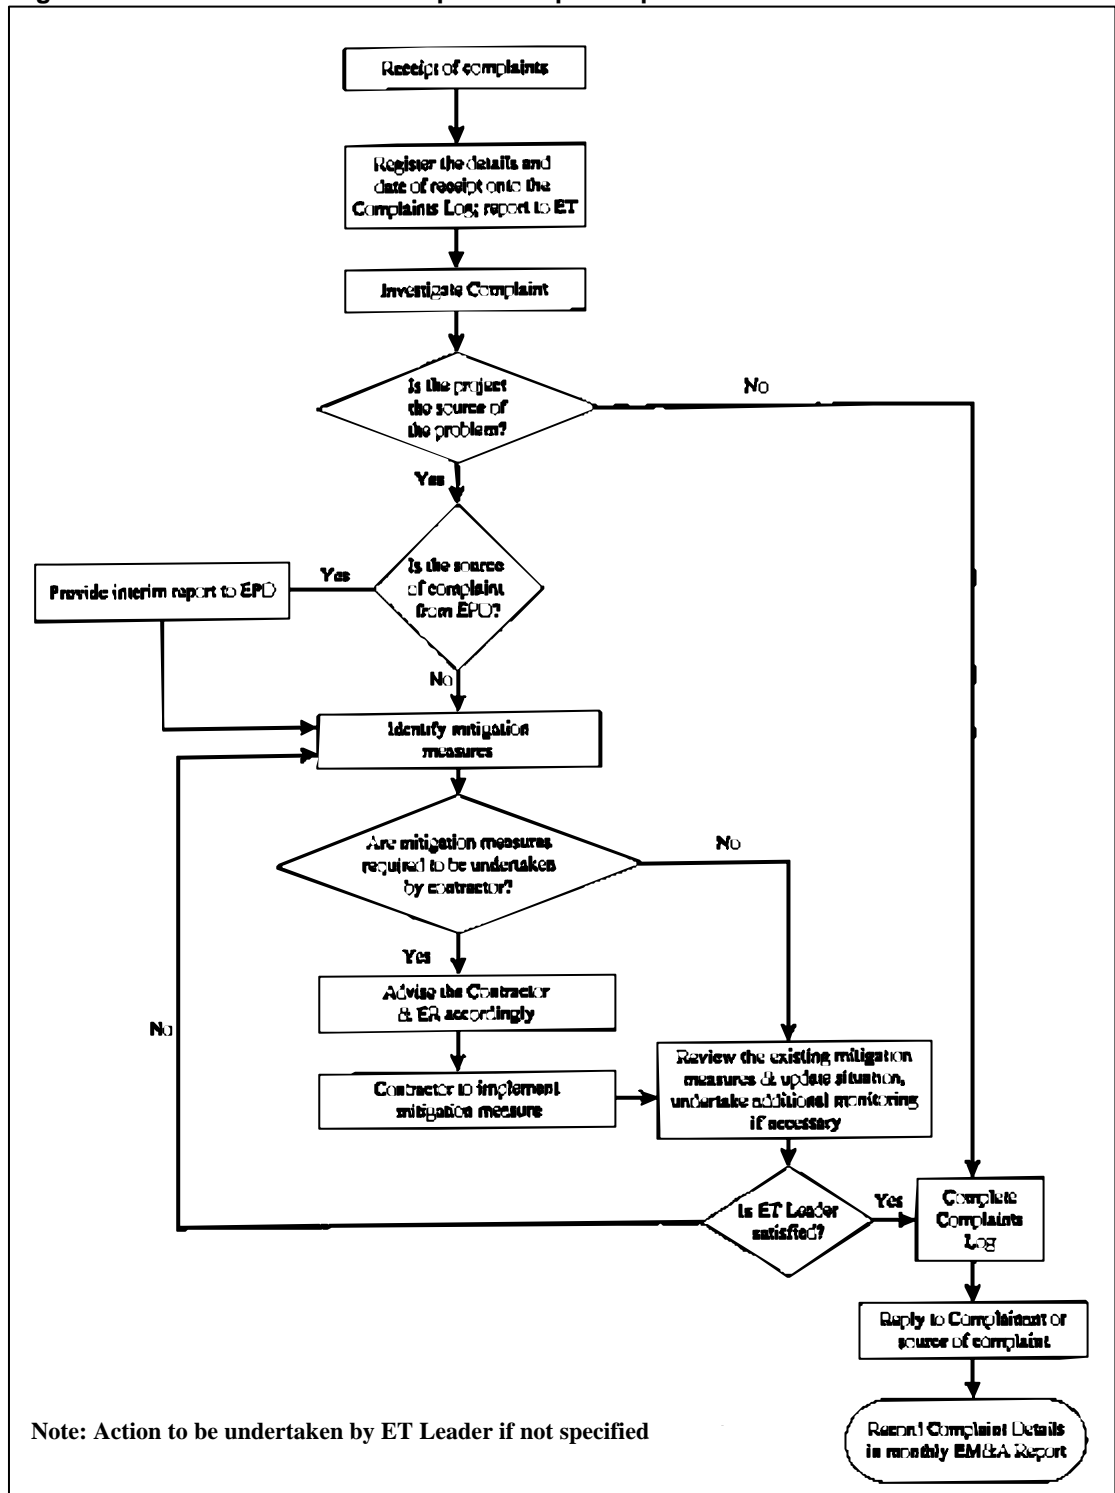 Receipt of complaints
Register the details and
date of receipt onto the
Complaints Log; report to ET
Investigate Complaint
Is the project
the source of
the problem?
No
Yes
Is the source
of complaint
from EPD?
Yes
Provide interim report to EPD
No
Identify mitigation
measures
Are mitigation measures
required to be undertaken
by contractor?
No
Yes
Advise the Contractor
& ER accordingly
No
Contractor to implement
mitigation measure
Review the existing mitigation
measures & update situation,
undertake additional monitoring
if necessary
Is ET Leader
satisfied?
Yes
Complete
Complaints
Log
Reply to Complainant or
source of complaint
Record Complaint Details
in monthly EM&A Report
Note: Action to be undertaken by ET Leader if not specified